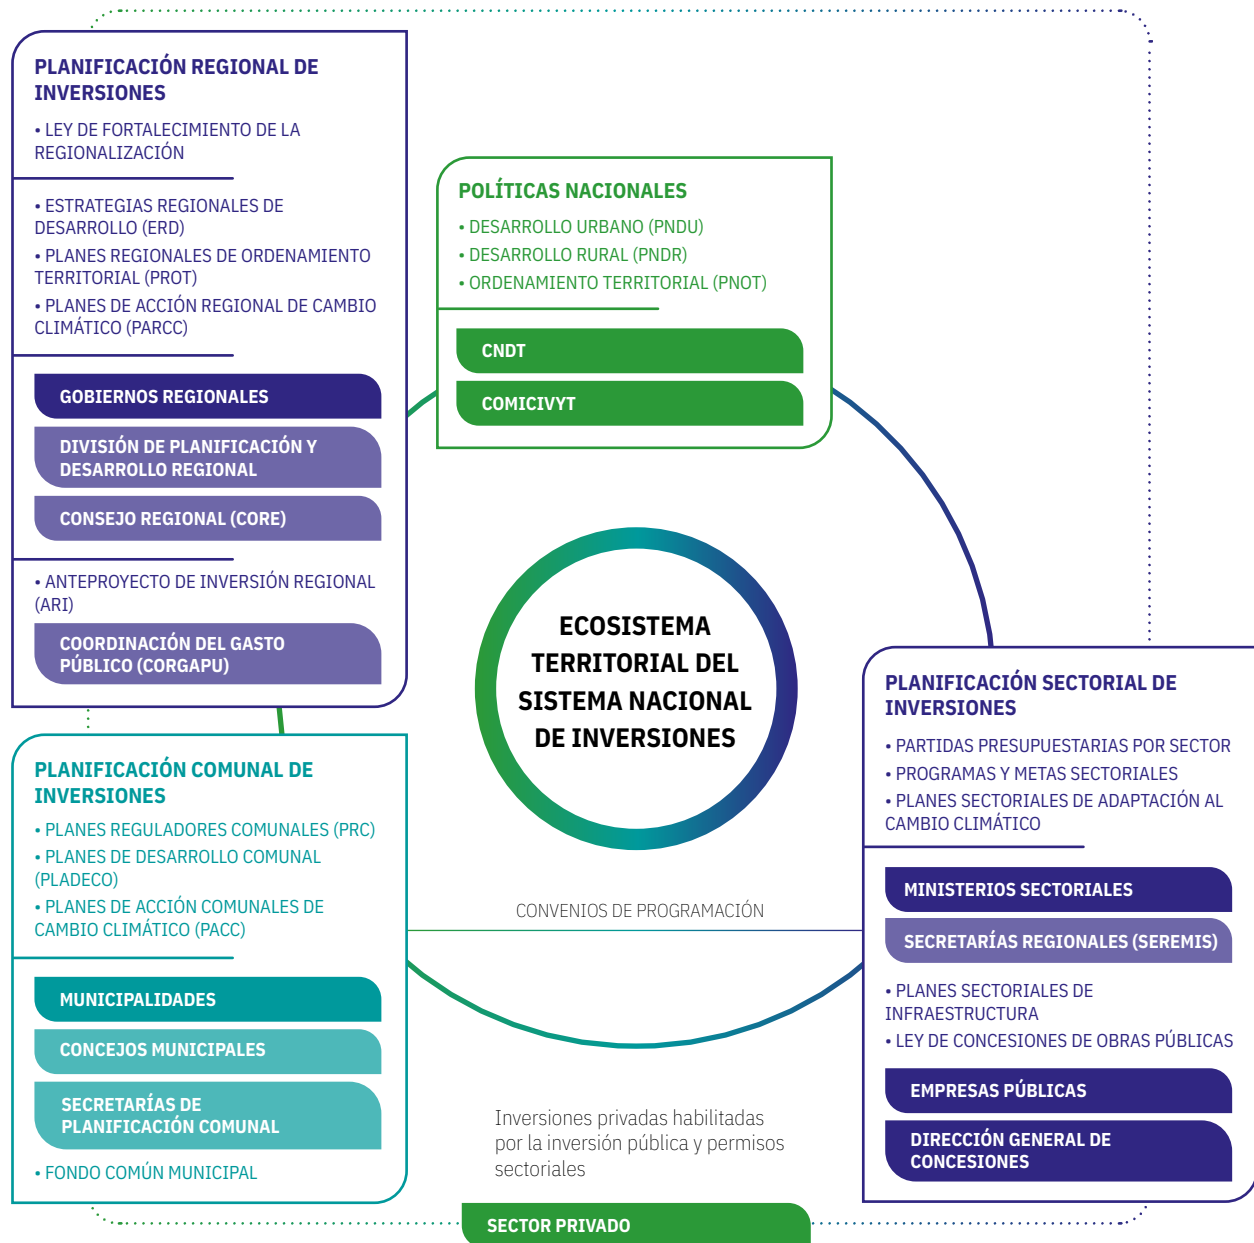 PLANIFICACIÓN REGIONAL DE
INVERSIONES
• LEY DE FORTALECIMIENTO DE LA
REGIONALIZACIÓN
• ESTRATEGIAS REGIONALES DE
DESARROLLO (ERD)
• PLANES REGIONALES DE ORDENAMIENTO
TERRITORIAL (PROT)
• PLANES DE ACCIÓN REGIONAL DE CAMBIO
CLIMÁTICO (PARCC)
GOBIERNOS REGIONALES
DIVISIÓN DE PLANIFICACIÓN Y
DESARROLLO REGIONAL
CONSEJO REGIONAL (CORE)
• ANTEPROYECTO DE INVERSIÓN REGIONAL
(ARI)
COORDINACIÓN DEL GASTO
PÚBLICO (CORGAPU)
POLÍTICAS NACIONALES
• DESARROLLO URBANO (PNDU)
• DESARROLLO RURAL (PNDR)
• ORDENAMIENTO TERRITORIAL (PNOT)
CNDT
COMICIVYT
ECOSISTEMA
TERRITORIAL DEL
SISTEMA NACIONAL
DE INVERSIONES
PLANIFICACIÓN COMUNAL DE
INVERSIONES
• PLANES REGULADORES COMUNALES (PRC)
• PLANES DE DESARROLLO COMUNAL
(PLADECO)
• PLANES DE ACCIÓN COMUNALES DE
CAMBIO CLIMÁTICO (PACC)
MUNICIPALIDADES
CONCEJOS MUNICIPALES
SECRETARÍAS DE
PLANIFICACIÓN COMUNAL
• FONDO COMÚN MUNICIPAL
CONVENIOS DE PROGRAMACIÓN
PLANIFICACIÓN SECTORIAL DE
INVERSIONES
• PARTIDAS PRESUPUESTARIAS POR SECTOR
• PROGRAMAS Y METAS SECTORIALES
• PLANES SECTORIALES DE ADAPTACIÓN AL
CAMBIO CLIMÁTICO
MINISTERIOS SECTORIALES
SECRETARÍAS REGIONALES (SEREMIS)
• PLANES SECTORIALES DE
INFRAESTRUCTURA
• LEY DE CONCESIONES DE OBRAS PÚBLICAS
EMPRESAS PÚBLICAS
DIRECCIÓN GENERAL DE
CONCESIONES
Inversiones privadas habilitadas
por la inversión pública y permisos
sectoriales
SECTOR PRIVADO